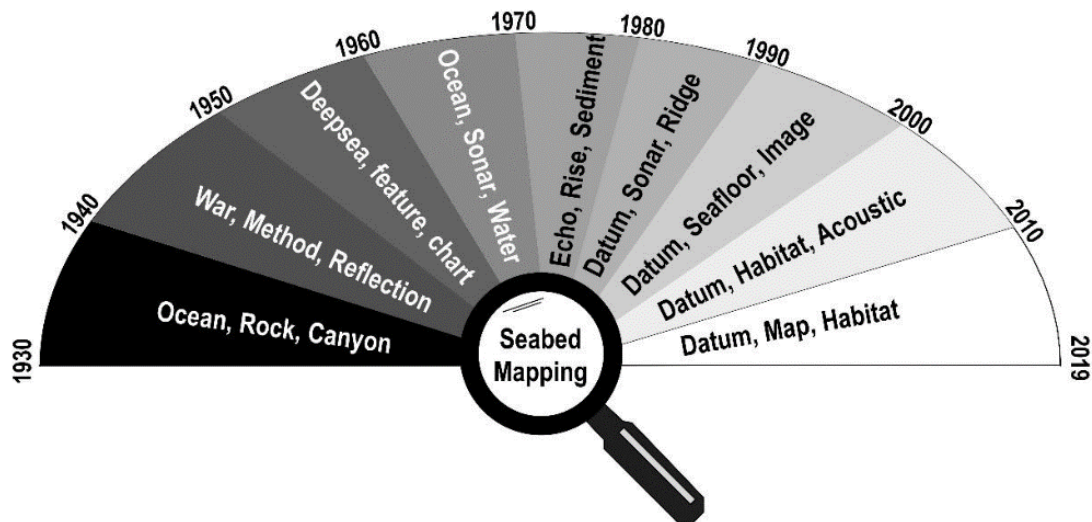 1930
1940
1950
1960
1970
1980
1990
2000
2010
2019
Ocean, Rock, Canyon
War, Method, Reflection
Deepsea, feature, chart
Ocean, Sonar, Water
Echo, Rise, Sediment
Datum, Sonar, Ridge
Datum, Seafloor, Image
Datum, Habitat, Acoustic
Datum, Map, Habitat
Seabed
Mapping